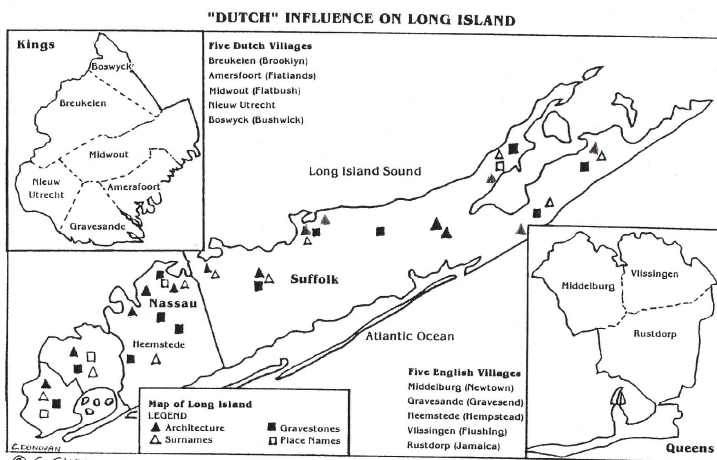 "DUTCH" INFLUENCE ON LONG ISLAND
Kings
Boswyck
Breukelen
Midwout
Nieuw
Utrecht
Amersfoort
Gravesande
Five Dutch Villages
Breukelen (Brooklyn)
Amersfoort (Flatlands)
Midwout (Flatbush)
Nieuw Utrecht
Boswyck (Bushwick)
Long Island Sound
Suffolk
Nassau
Heemstede
Atlantic Ocean
Middelburg
Vlissingen
Rustdorp
Queens
Five English Villages
Middelburg (Newtown)
Gravesande (Gravesend)
Heemstede (Hempstead)
Vlissingen (Flushing)
Rustdorp (Jamaica)
Map of Long Island
LEGEND
Architecture
Gravestones
Surnames
Place Names
C. DONOVAN